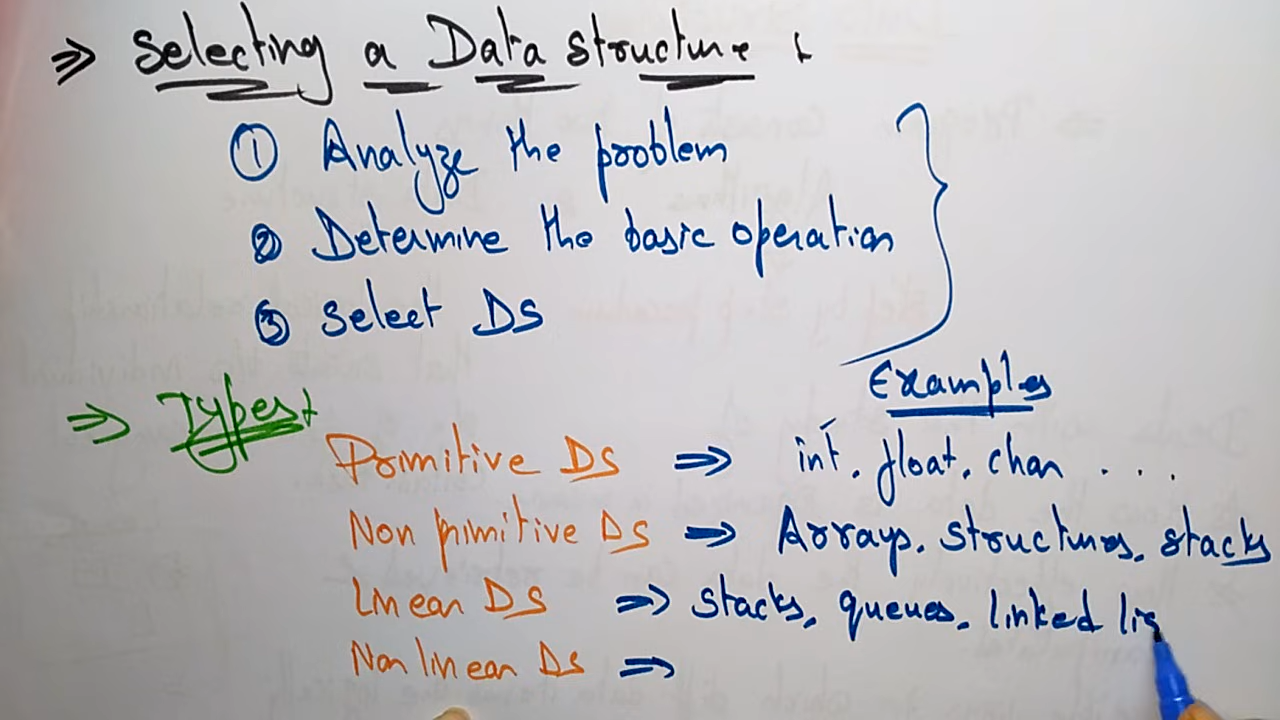 ⇒ Selecting a Data Structure :
① Analyze the problem
② Determine the basic operation
③ Select DS
Examples
⇒ Types:
Primitive DS ⇒ int, float, char ....
Non primitive DS ⇒ Arrays, structures, stacks
Linear DS ⇒ stacks, queues, linked lis
Non linear DS ⇒